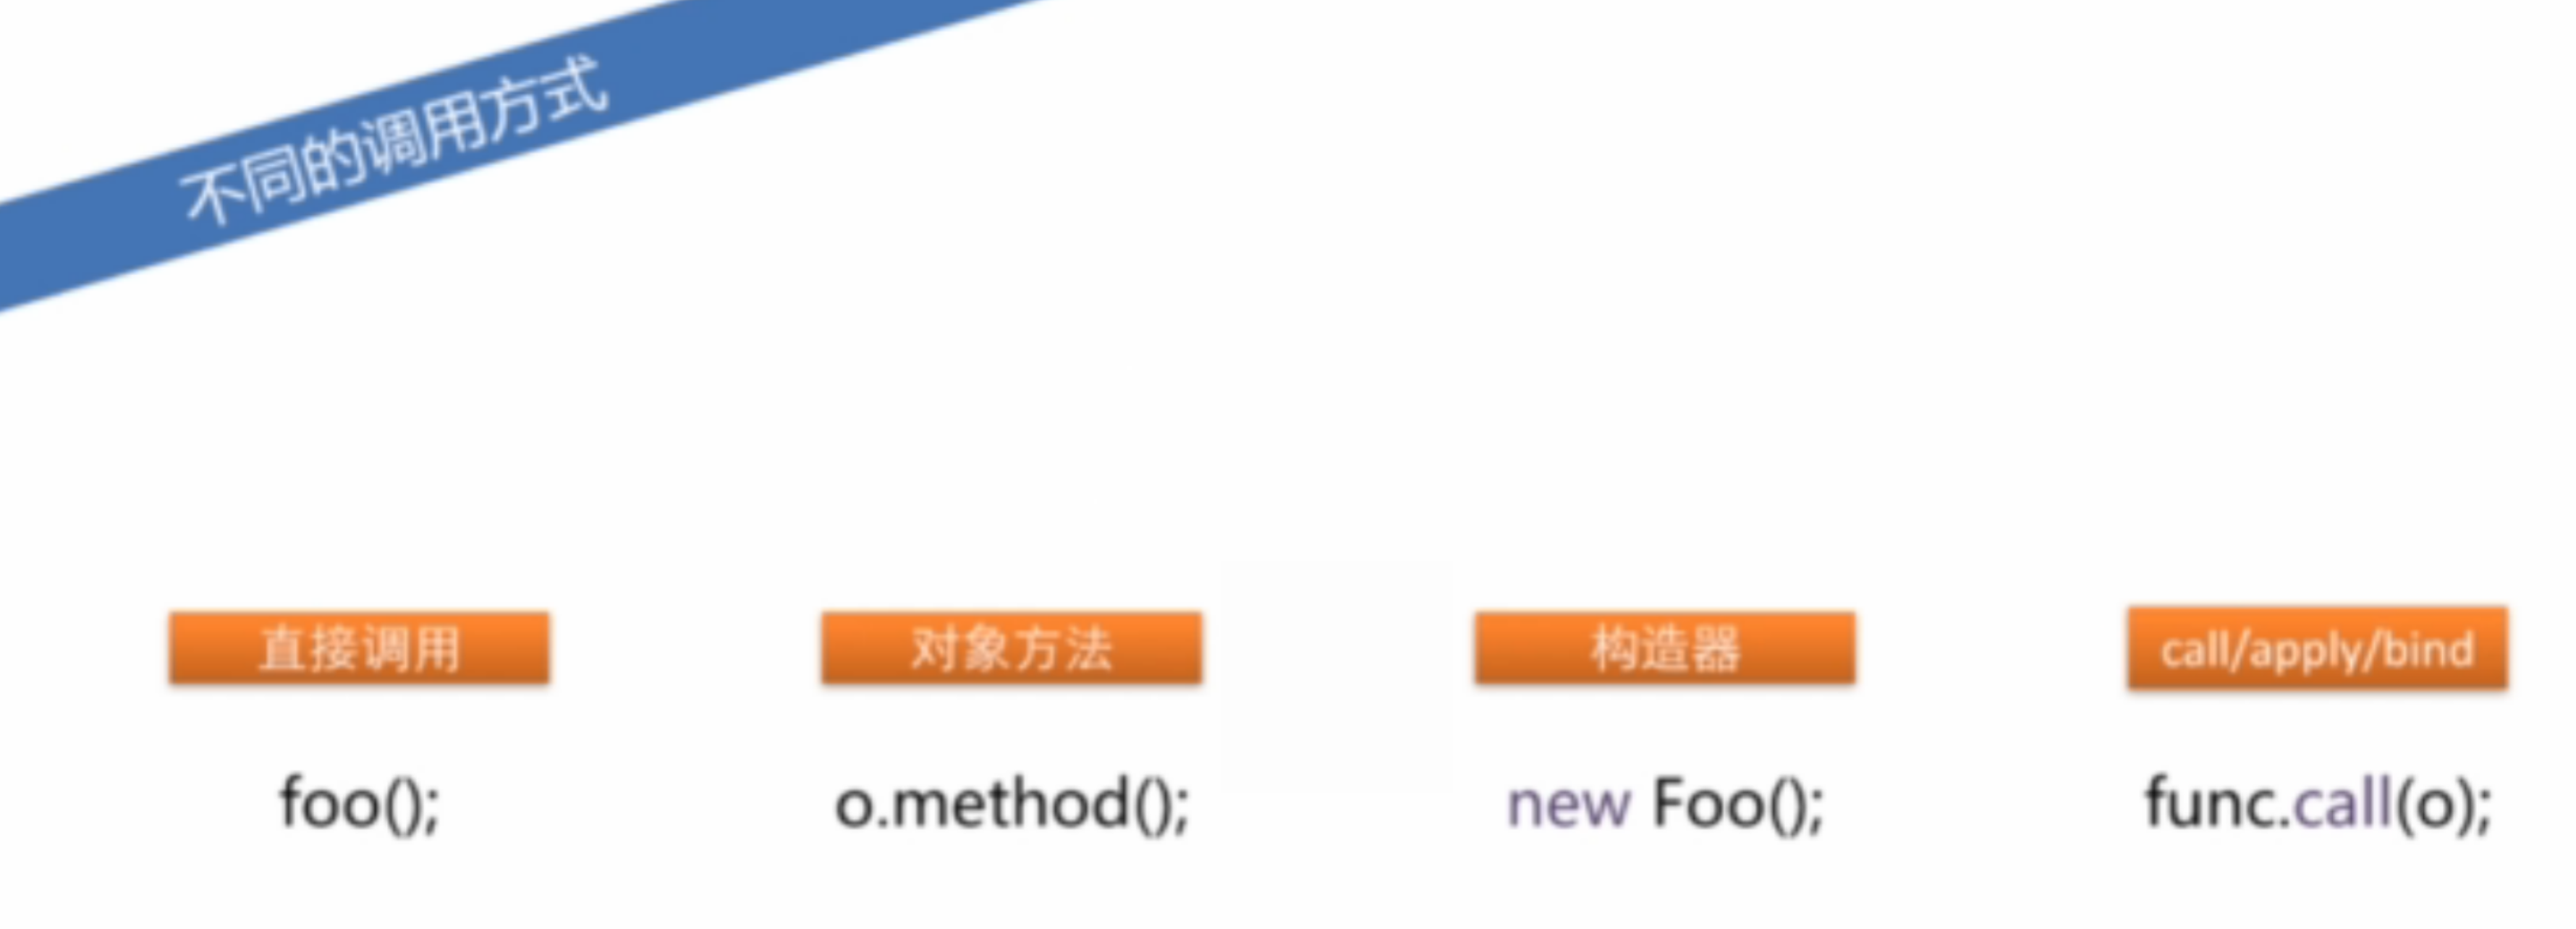 不同的调用方式
直接调用
对象方法
构造器
call/apply/bind
foo();
o.method();
new Foo();
func.call(o);